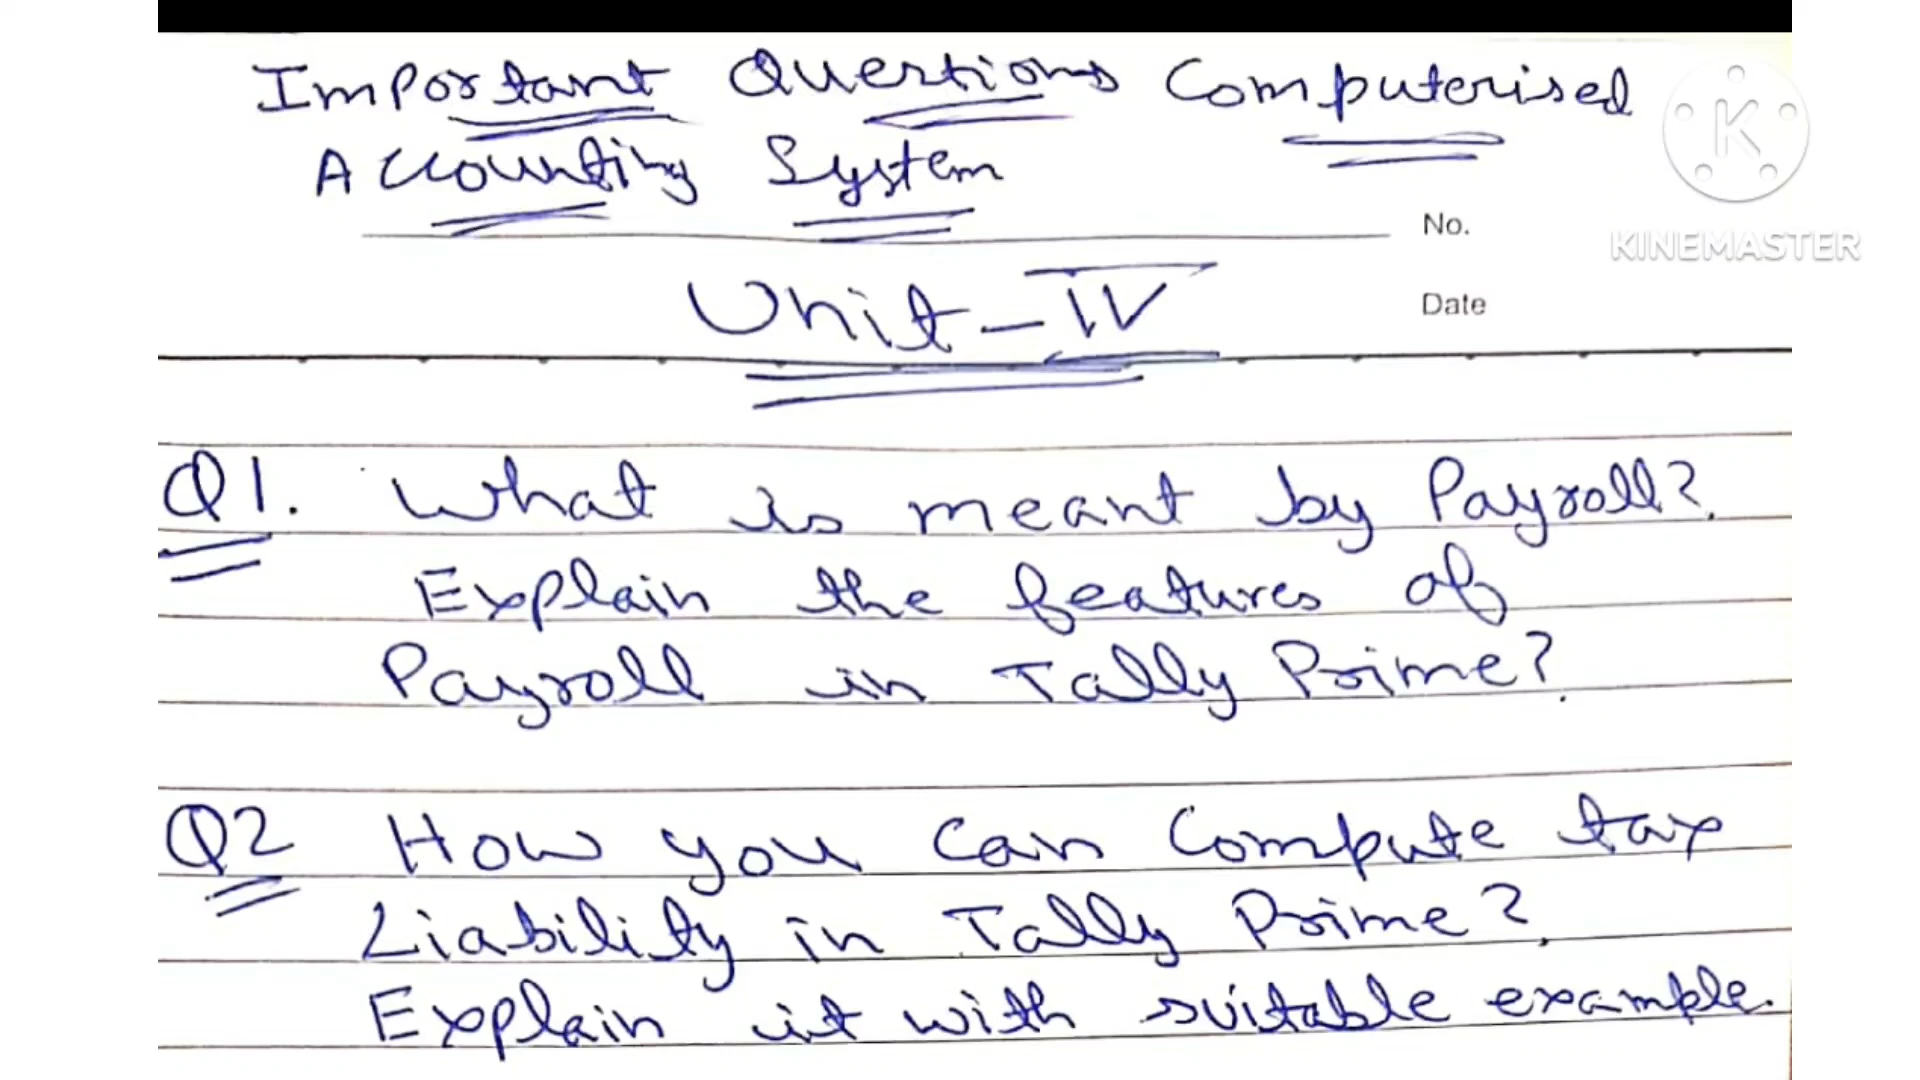 Important Questions Computerised
Accounting System
K
No.
KINEMASTER
Unit-IV
Date
Q1. What is meant by Payroll?
Explain the features of
Payroll in Tally Prime?
Q2 How you can Compute tax
Liability in Tally Prime?
Explain it with suitable example.